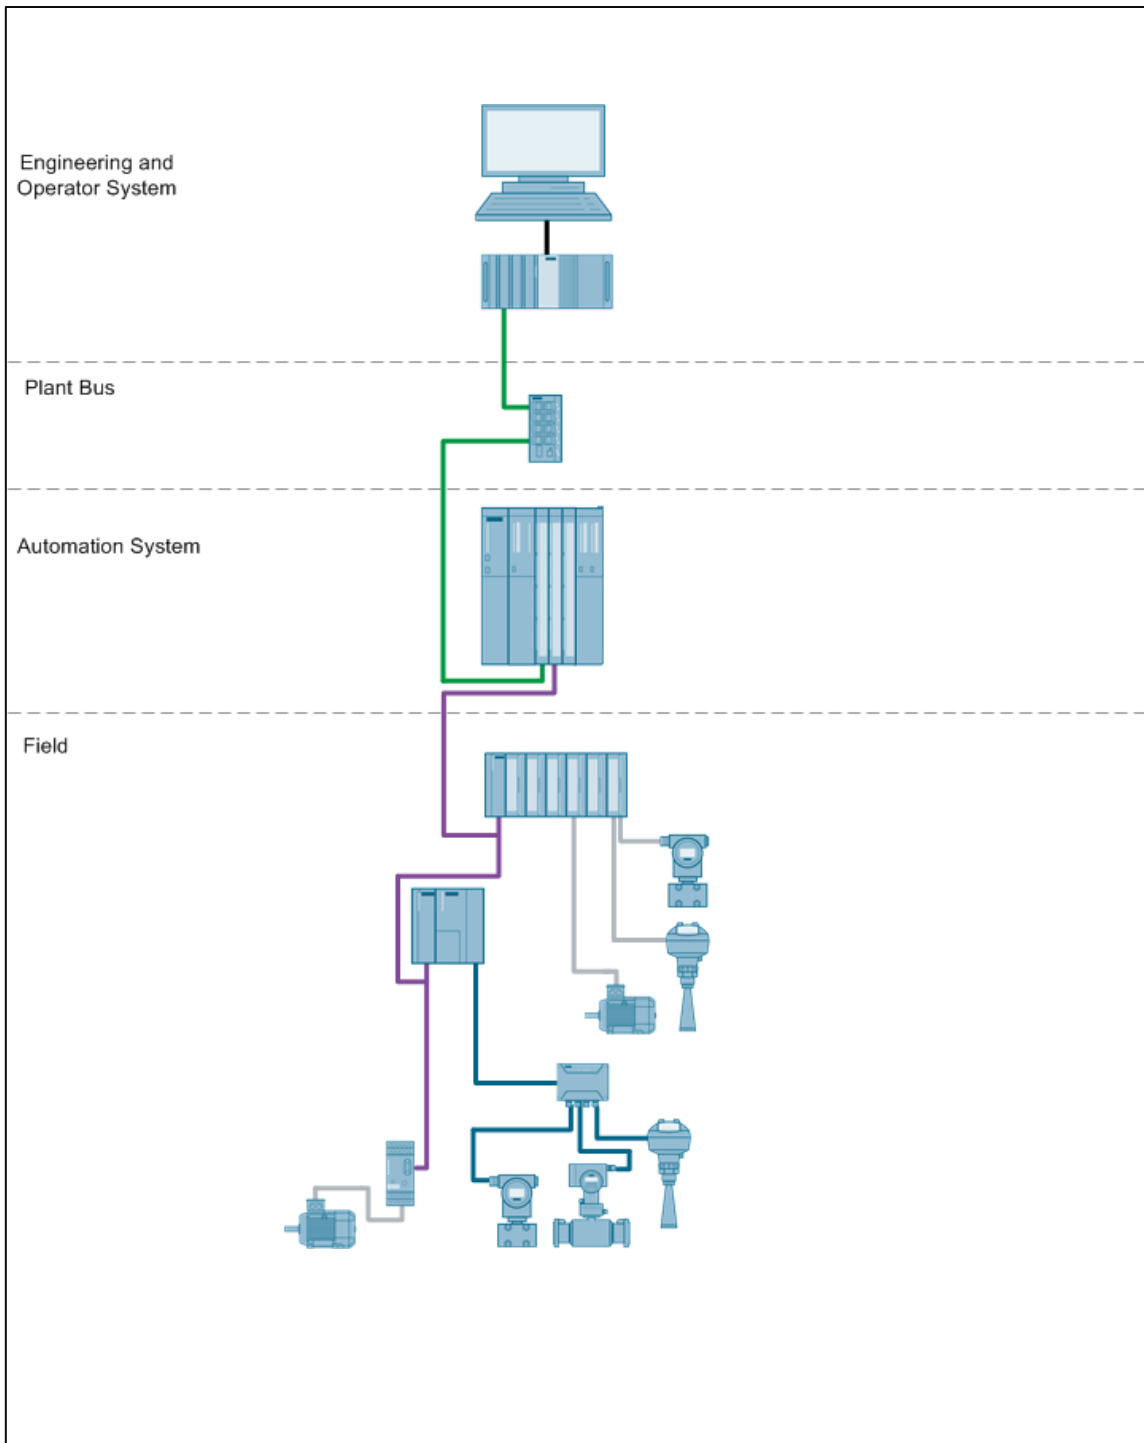 Engineering and
Operator System
Plant Bus
Automation System
Field